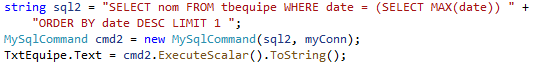 string sql2 = "SELECT nom FROM tbequipe WHERE date = (SELECT MAX(date)) " +
"ORDER BY date DESC LIMIT 1 ";
MySqlCommand cmd2 = new MySqlCommand(sql2, myConn);
TxtEquipe.Text = cmd2.ExecuteScalar().ToString();